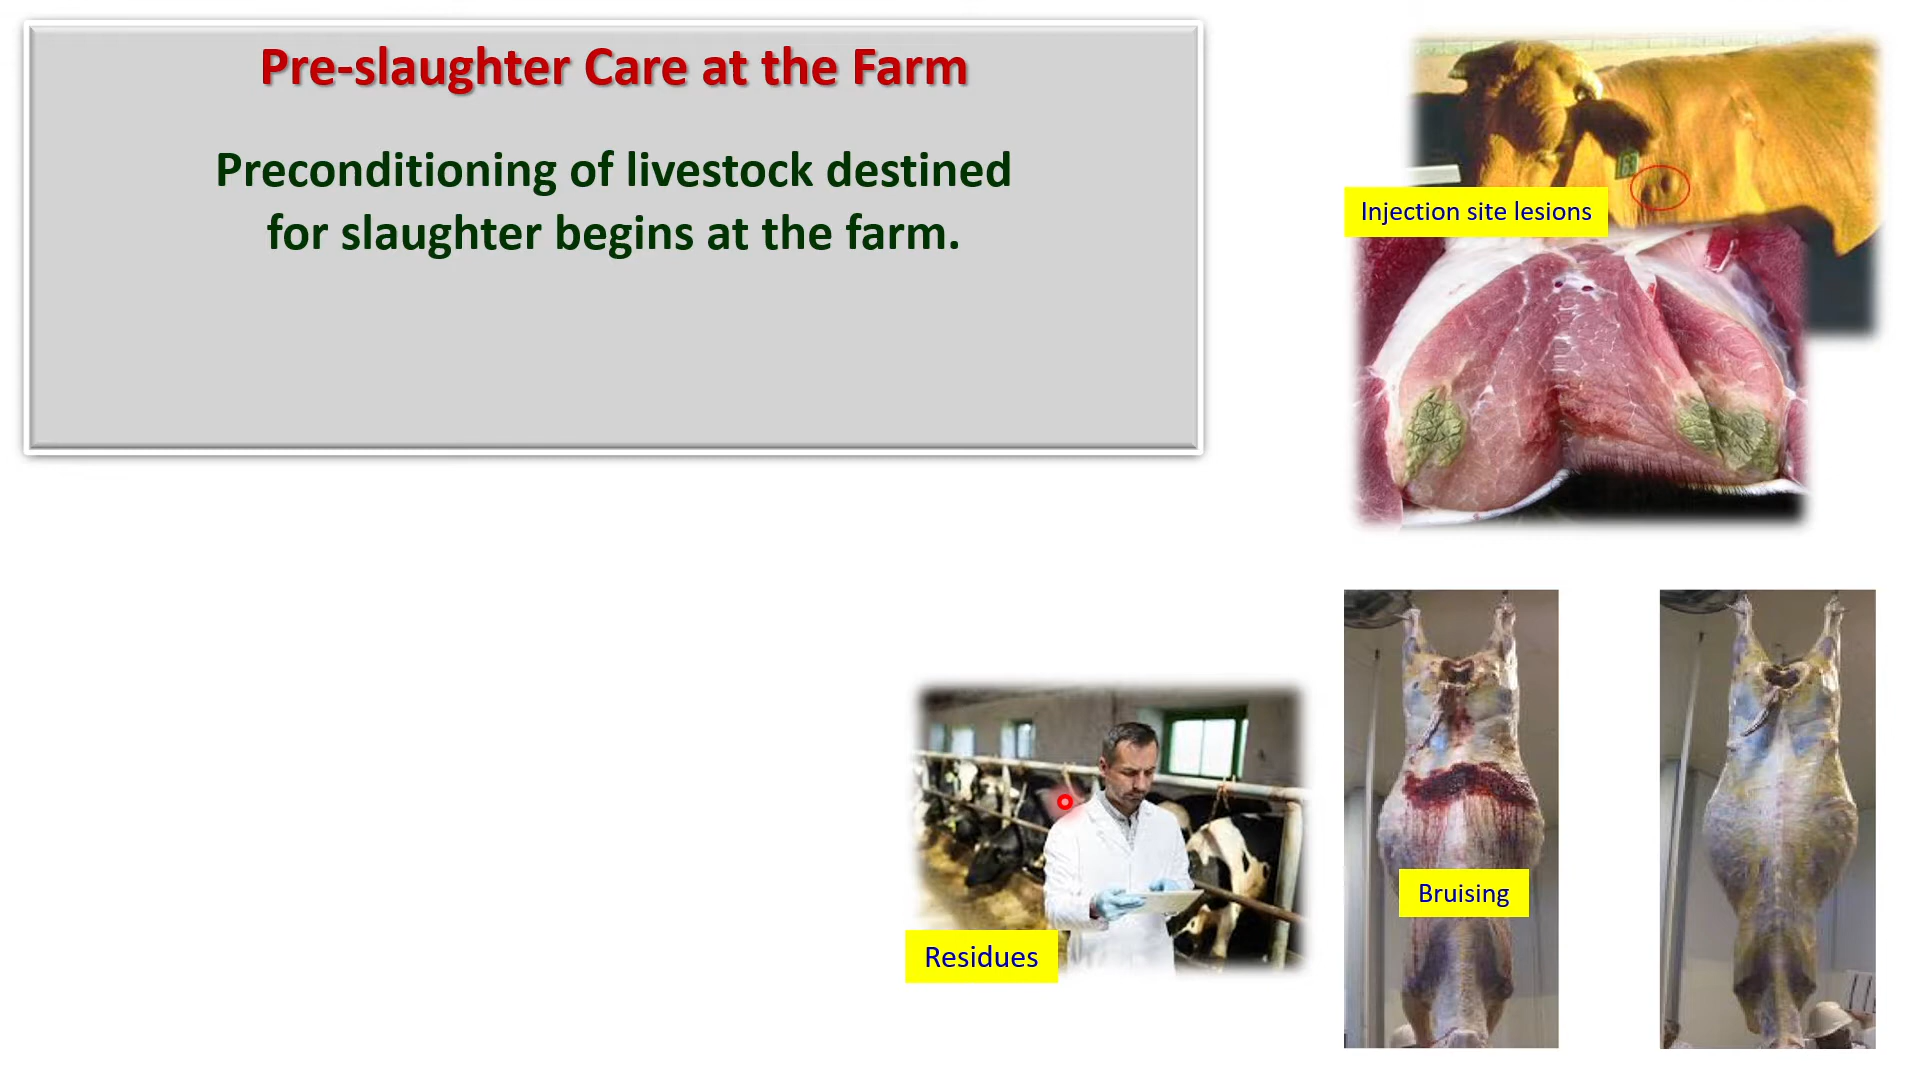 Pre-slaughter Care at the Farm
Preconditioning of livestock destined
for slaughter begins at the farm.
Injection site lesions
Bruising
Residues